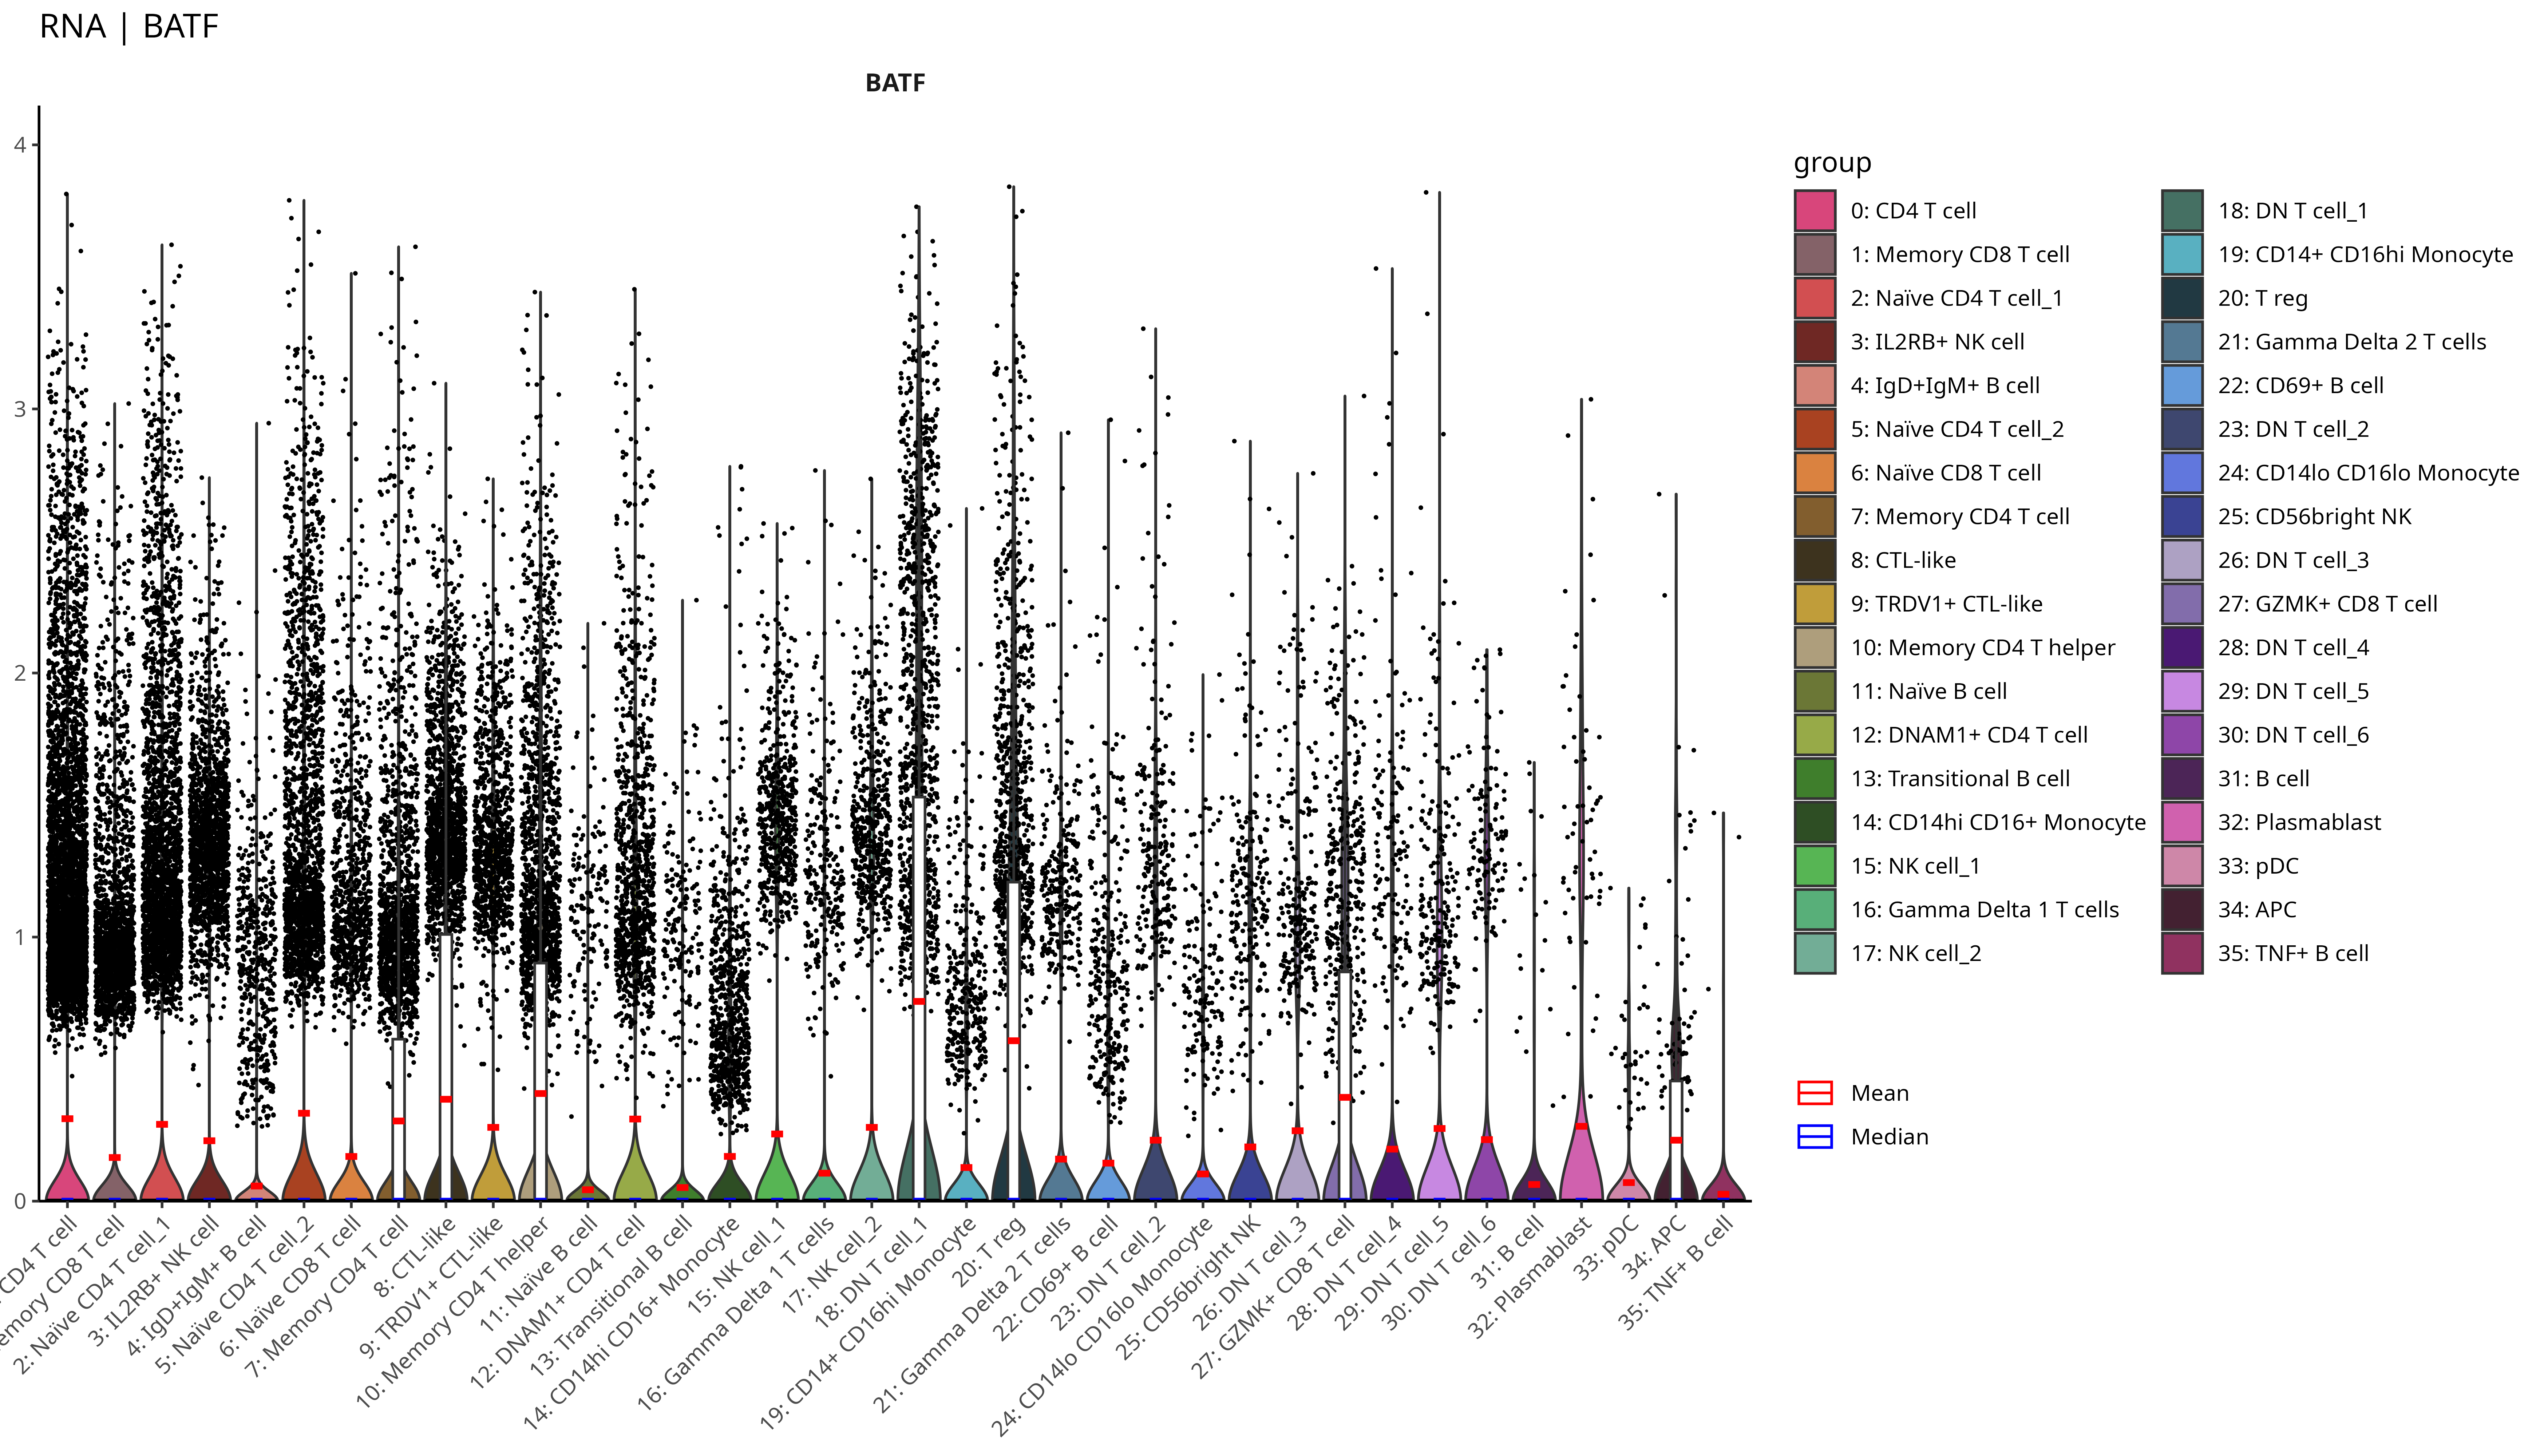 RNA | BATF
BATF
4
3
2
1
0
CD4 T cell
Memory CD8 T cell
2: Naïve CD4 T cell_1
3: IL2RB+ NK cell
4: IgD+IgM+ B cell
5: Naïve CD4 T cell_2
6: Naïve CD8 T cell
7: Memory CD4 T cell
8: CTL-like
9: TRDV1+ CTL-like
10: Memory CD4 T helper
11: Naïve B cell
12: DNAM1+ CD4 T cell
13: Transitional B cell
14: CD14hi CD16+ Monocyte
15: NK cell_1
16: Gamma Delta 1 T cells
17: NK cell_2
18: DN T cell_1
19: CD14+ CD16hi Monocyte
20: T reg
21: Gamma Delta 2 T cells
22: CD69+ B cell
23: DN T cell_2
24: CD14lo CD16lo Monocyte
25: CD56bright NK
26: DN T cell_3
27: GZMK+ CD8 T cell
28: DN T cell_4
29: DN T cell_5
30: DN T cell_6
31: B cell
32: Plasmablast
33: pDC
34: APC
35: TNF+ B cell
group
0: CD4 T cell
1: Memory CD8 T cell
2: Naïve CD4 T cell_1
3: IL2RB+ NK cell
4: IgD+IgM+ B cell
5: Naïve CD4 T cell_2
6: Naïve CD8 T cell
7: Memory CD4 T cell
8: CTL-like
9: TRDV1+ CTL-like
10: Memory CD4 T helper
11: Naïve B cell
12: DNAM1+ CD4 T cell
13: Transitional B cell
14: CD14hi CD16+ Monocyte
15: NK cell_1
16: Gamma Delta 1 T cells
17: NK cell_2
18: DN T cell_1
19: CD14+ CD16hi Monocyte
20: T reg
21: Gamma Delta 2 T cells
22: CD69+ B cell
23: DN T cell_2
24: CD14lo CD16lo Monocyte
25: CD56bright NK
26: DN T cell_3
27: GZMK+ CD8 T cell
28: DN T cell_4
29: DN T cell_5
30: DN T cell_6
31: B cell
32: Plasmablast
33: pDC
34: APC
35: TNF+ B cell
Mean
Median